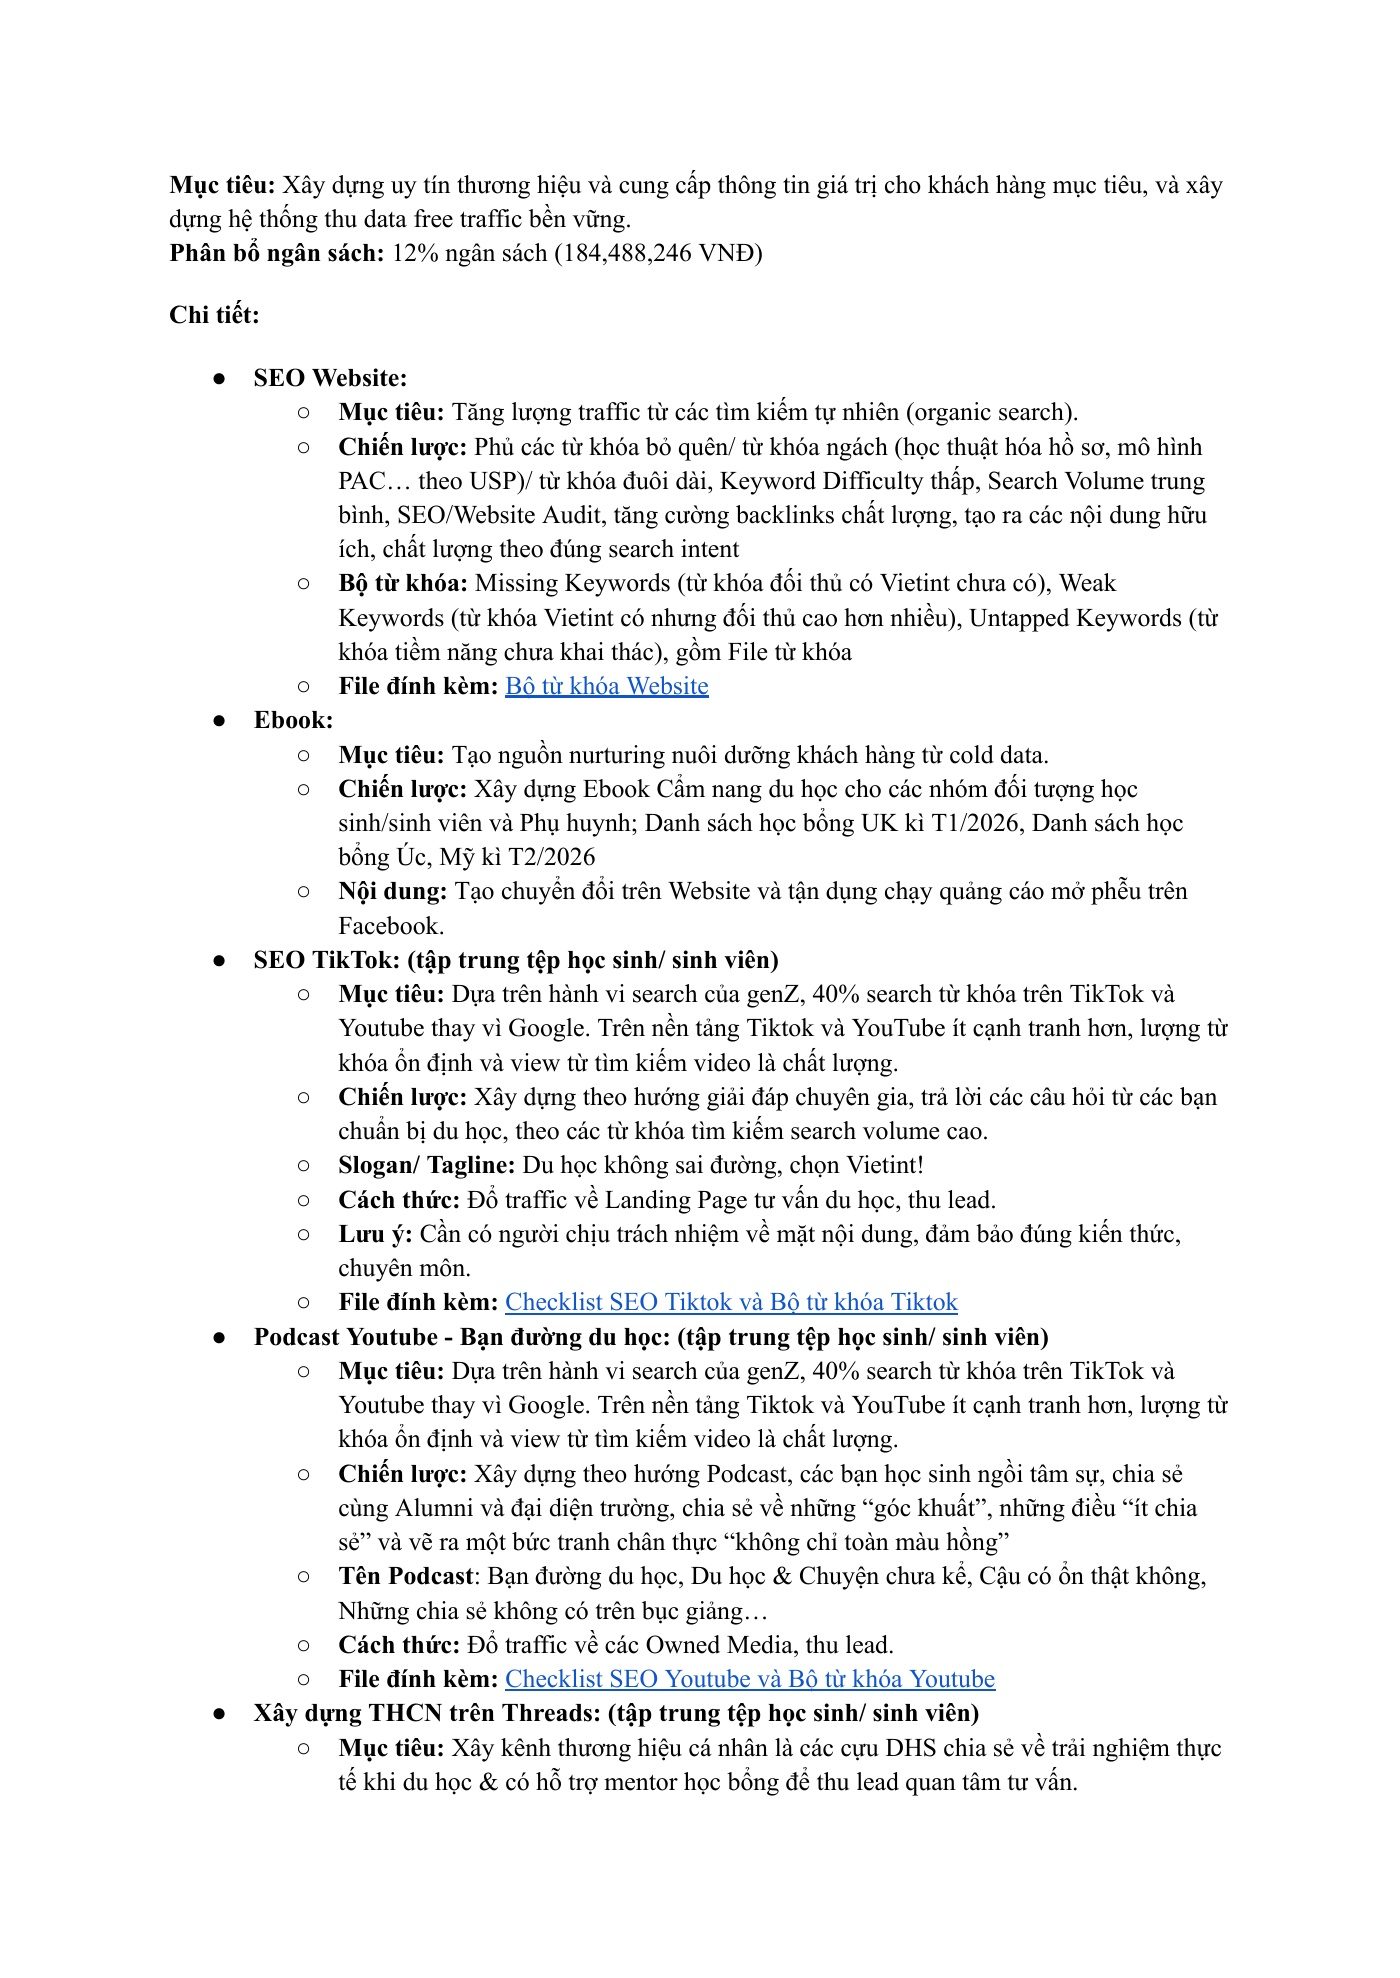 Mục tiêu: Xây dựng uy tín thương hiệu và cung cấp thông tin giá trị cho khách hàng mục tiêu, và xây
dựng hệ thống thu data free traffic bền vững.
Phân bổ ngân sách: 12% ngân sách (184,488,246 VNĐ)
Chi tiết:
● SEO Website:
○ Mục tiêu: Tăng lượng traffic từ các tìm kiếm tự nhiên (organic search).
○ Chiến lược: Phủ các từ khóa bỏ quên/ từ khóa ngách (học thuật hóa hồ sơ, mô hình
PAC… theo USP)/ từ khóa đuôi dài, Keyword Difficulty thấp, Search Volume trung
bình, SEO/Website Audit, tăng cường backlinks chất lượng, tạo ra các nội dung hữu
ích, chất lượng theo đúng search intent
○ Bộ từ khóa: Missing Keywords (từ khóa đối thủ có Vietint chưa có), Weak
Keywords (từ khóa Vietint có nhưng đối thủ cao hơn nhiều), Untapped Keywords (từ
khóa tiềm năng chưa khai thác), gồm File từ khóa
○ File đính kèm: Bộ từ khóa Website
● Ebook:
○ Mục tiêu: Tạo nguồn nurturing nuôi dưỡng khách hàng từ cold data.
○ Chiến lược: Xây dựng Ebook Cẩm nang du học cho các nhóm đối tượng học
sinh/sinh viên và Phụ huynh; Danh sách học bổng UK kì T1/2026, Danh sách học
bổng Úc, Mỹ kì T2/2026
○ Nội dung: Tạo chuyển đổi trên Website và tận dụng chạy quảng cáo mở phễu trên
Facebook.
● SEO TikTok: (tập trung tệp học sinh/ sinh viên)
○ Mục tiêu: Dựa trên hành vi search của genZ, 40% search từ khóa trên TikTok và
Youtube thay vì Google. Trên nền tảng Tiktok và YouTube ít cạnh tranh hơn, lượng từ
khóa ổn định và view từ tìm kiếm video là chất lượng.
○ Chiến lược: Xây dựng theo hướng giải đáp chuyên gia, trả lời các câu hỏi từ các bạn
chuẩn bị du học, theo các từ khóa tìm kiếm search volume cao.
○ Slogan/ Tagline: Du học không sai đường, chọn Vietint!
○ Cách thức: Đổ traffic về Landing Page tư vấn du học, thu lead.
○ Lưu ý: Cần có người chịu trách nhiệm về mặt nội dung, đảm bảo đúng kiến thức,
chuyên môn.
○ File đính kèm: Checklist SEO Tiktok và Bộ từ khóa Tiktok
● Podcast Youtube - Bạn đường du học: (tập trung tệp học sinh/ sinh viên)
○ Mục tiêu: Dựa trên hành vi search của genZ, 40% search từ khóa trên TikTok và
Youtube thay vì Google. Trên nền tảng Tiktok và YouTube ít cạnh tranh hơn, lượng từ
khóa ổn định và view từ tìm kiếm video là chất lượng.
○ Chiến lược: Xây dựng theo hướng Podcast, các bạn học sinh ngồi tâm sự, chia sẻ
cùng Alumni và đại diện trường, chia sẻ về những “góc khuất”, những điều “ít chia
sẻ” và vẽ ra một bức tranh chân thực “không chỉ toàn màu hồng”
○ Tên Podcast: Bạn đường du học, Du học & Chuyện chưa kể, Cậu có ổn thật không,
Những chia sẻ không có trên bục giảng…
○ Cách thức: Đổ traffic về các Owned Media, thu lead.
○ File đính kèm: Checklist SEO Youtube và Bộ từ khóa Youtube
● Xây dựng THCN trên Threads: (tập trung tệp học sinh/ sinh viên)
○ Mục tiêu: Xây kênh thương hiệu cá nhân là các cựu DHS chia sẻ về trải nghiệm thực
tế khi du học & có hỗ trợ mentor học bổng để thu lead quan tâm tư vấn.